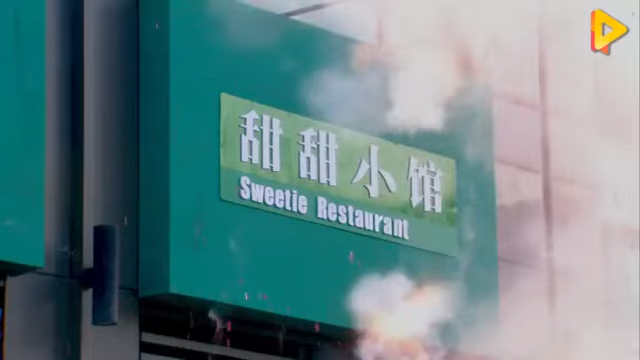 甜甜小馆
Sweetie Restaurant